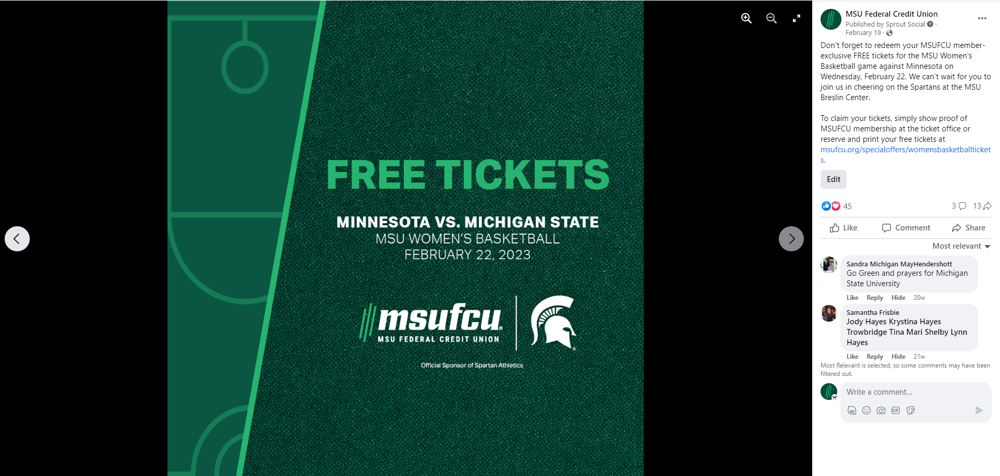 FREE TICKETS
MINNESOTA VS. MICHIGAN STATE
MSU WOMEN'S BASKETBALL
FEBRUARY 22, 2023
msufcu®
MSU FEDERAL CREDIT UNION
®
Official Sponsor of Spartan Athletics
MSU Federal Credit Union
Published by Sprout Social ·
February 19 ·
Don't forget to redeem your MSUFCU member-
exclusive FREE tickets for the MSU Women's
Basketball game against Minnesota on
Wednesday, February 22. We can't wait for you to
join us in cheering on the Spartans at the MSU
Breslin Center.
To claim your tickets, simply show proof of
MSUFCU membership at the ticket office or
reserve and print your free tickets at
msufcu.org/specialoffers/womensbasketballticket
s.
Edit
45 3 13
Like Comment Share
Most relevant
Sandra Michigan MayHendershott
Go Green and prayers for Michigan
State University
Like Reply Hide 20w
Samantha Frisbie
Jody Hayes Krystina Hayes
Trowbridge Tina Mari Shelby Lynn
Hayes
Like Reply Hide 21w
Most Relevant is selected, so some comments may have been
filtered out.
Write a comment...
GIF